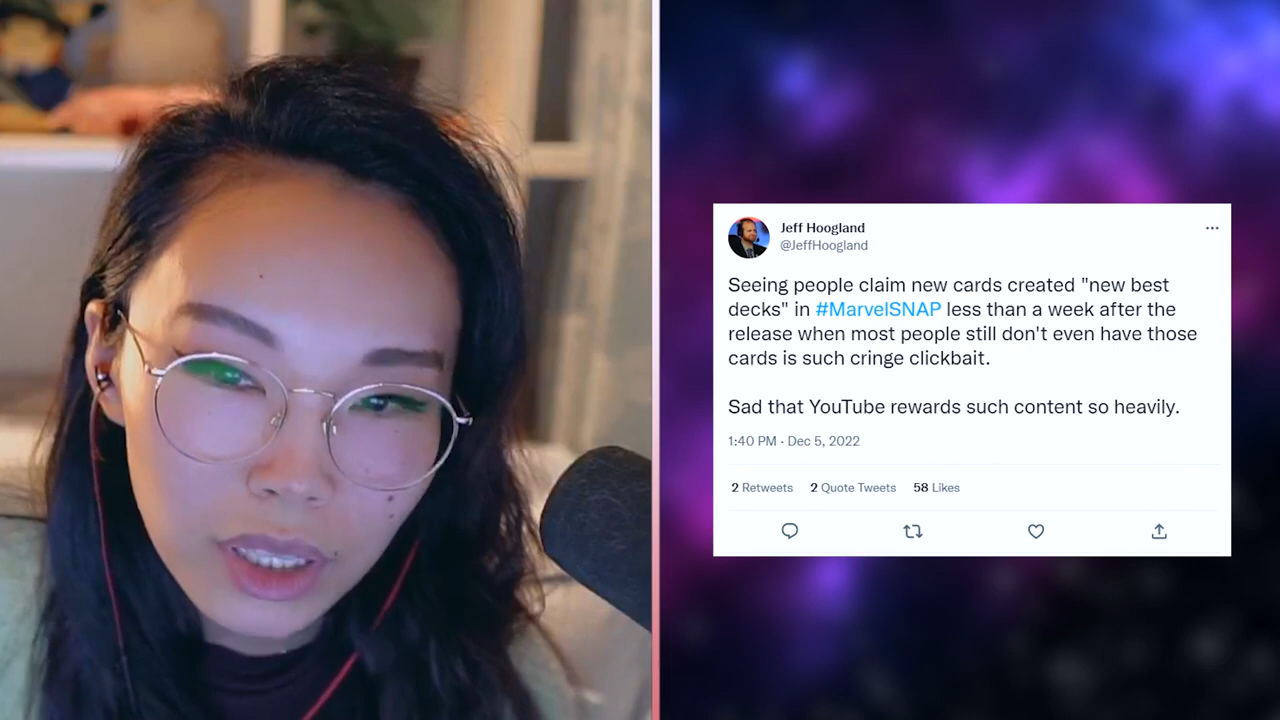 Jeff Hoogland
@JeffHoogland
Seeing people claim new cards created "new best
decks" in #MarvelSNAP less than a week after the
release when most people still don't even have those
cards is such cringe clickbait.
Sad that YouTube rewards such content so heavily.
1:40 PM · Dec 5, 2022
2 Retweets 2 Quote Tweets 58 Likes